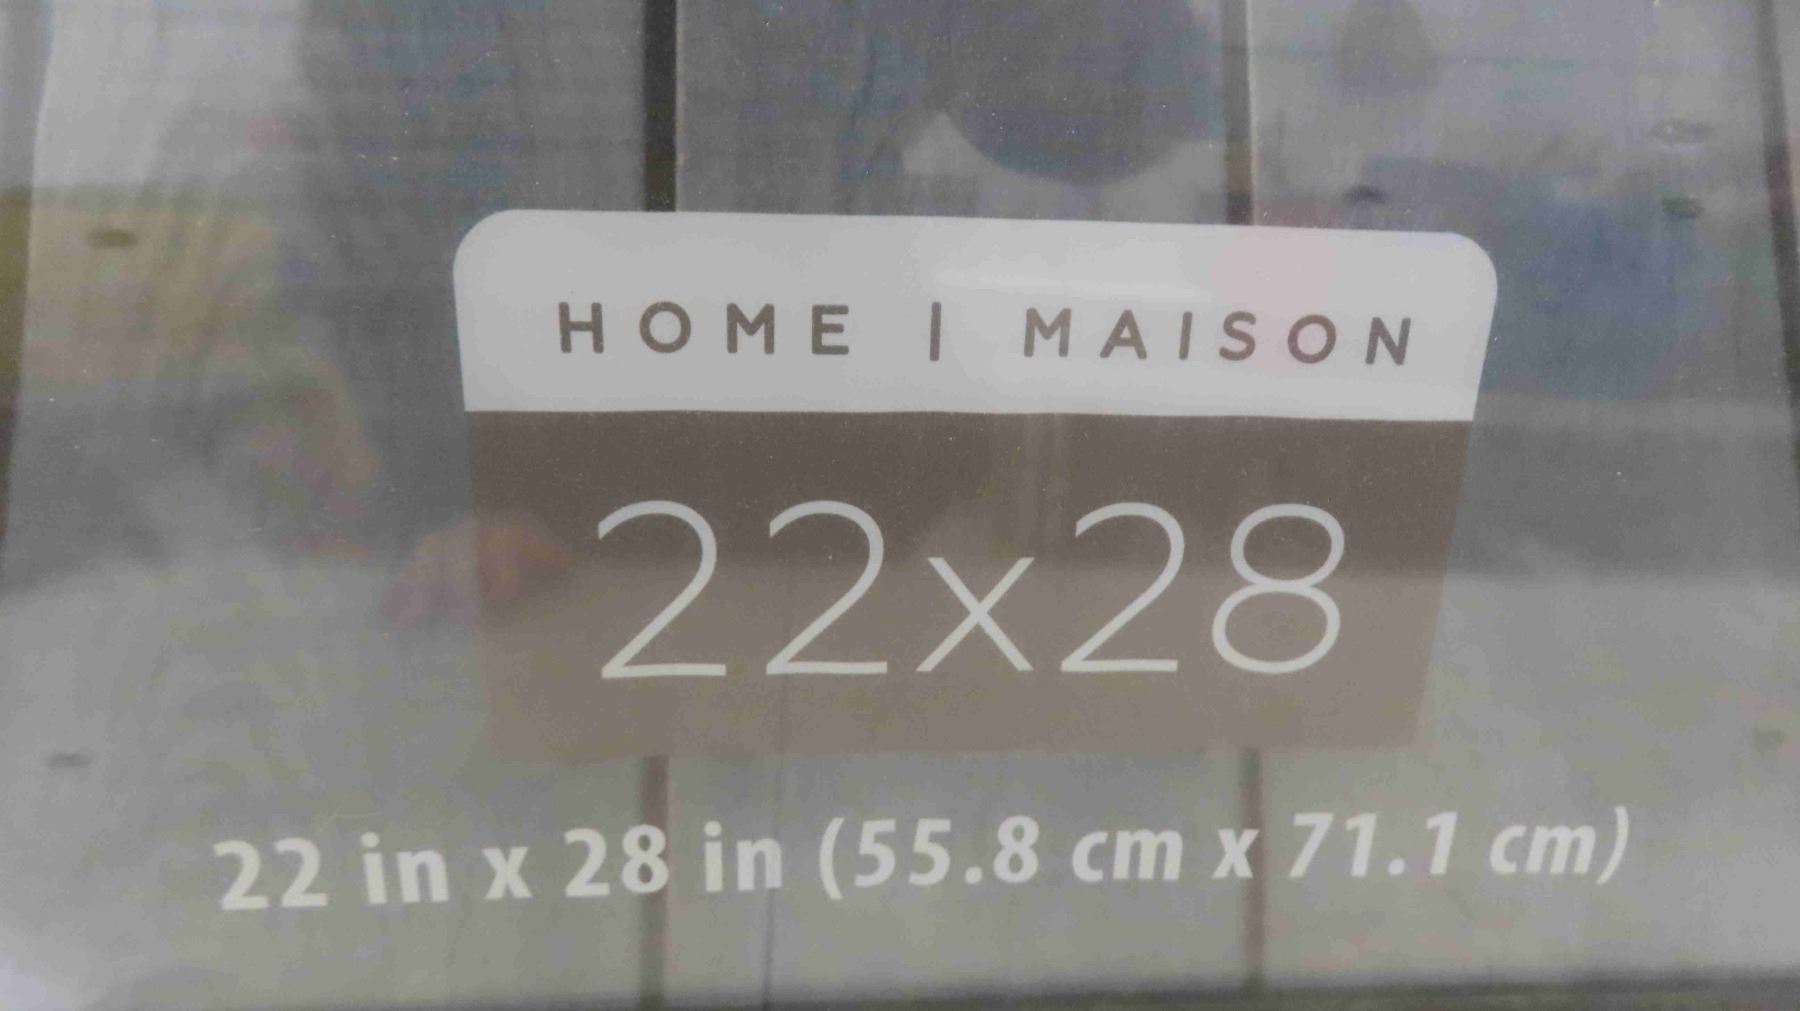 HOME | MAISON
22x28
22 in x 28 in (55.8 cm x 71.1 cm)